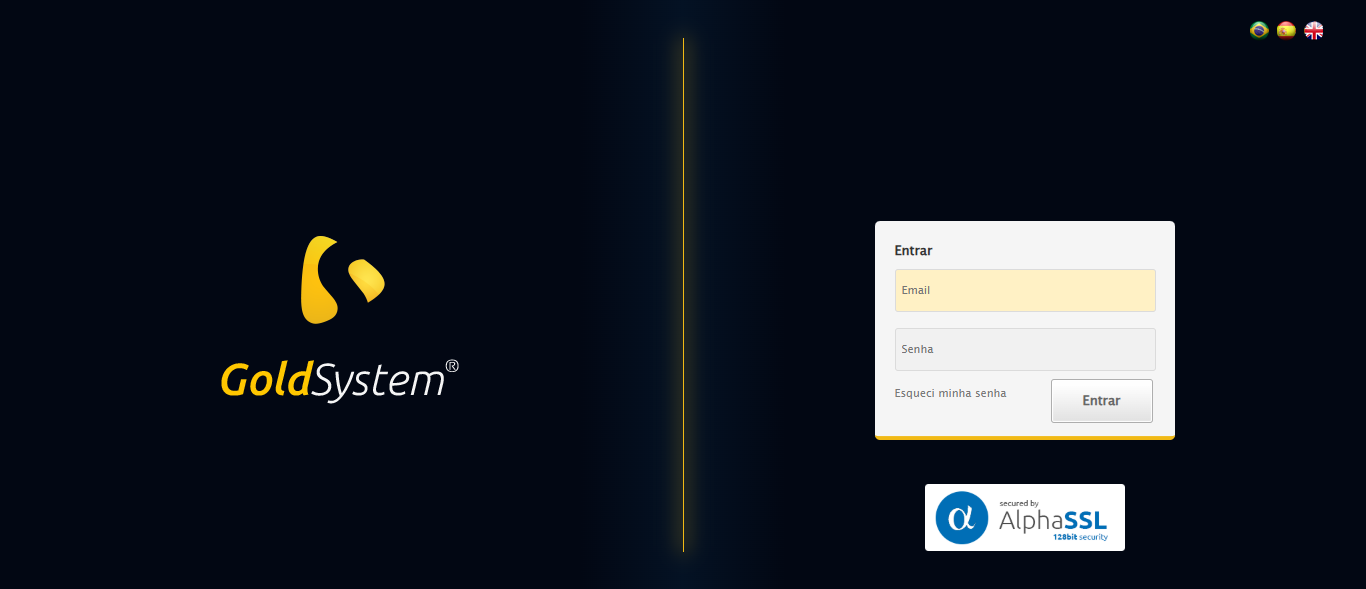 GoldSystem®
Entrar
Email
Senha
Esqueci minha senha
Entrar
α
secured by
AlphaSSL
128bit security